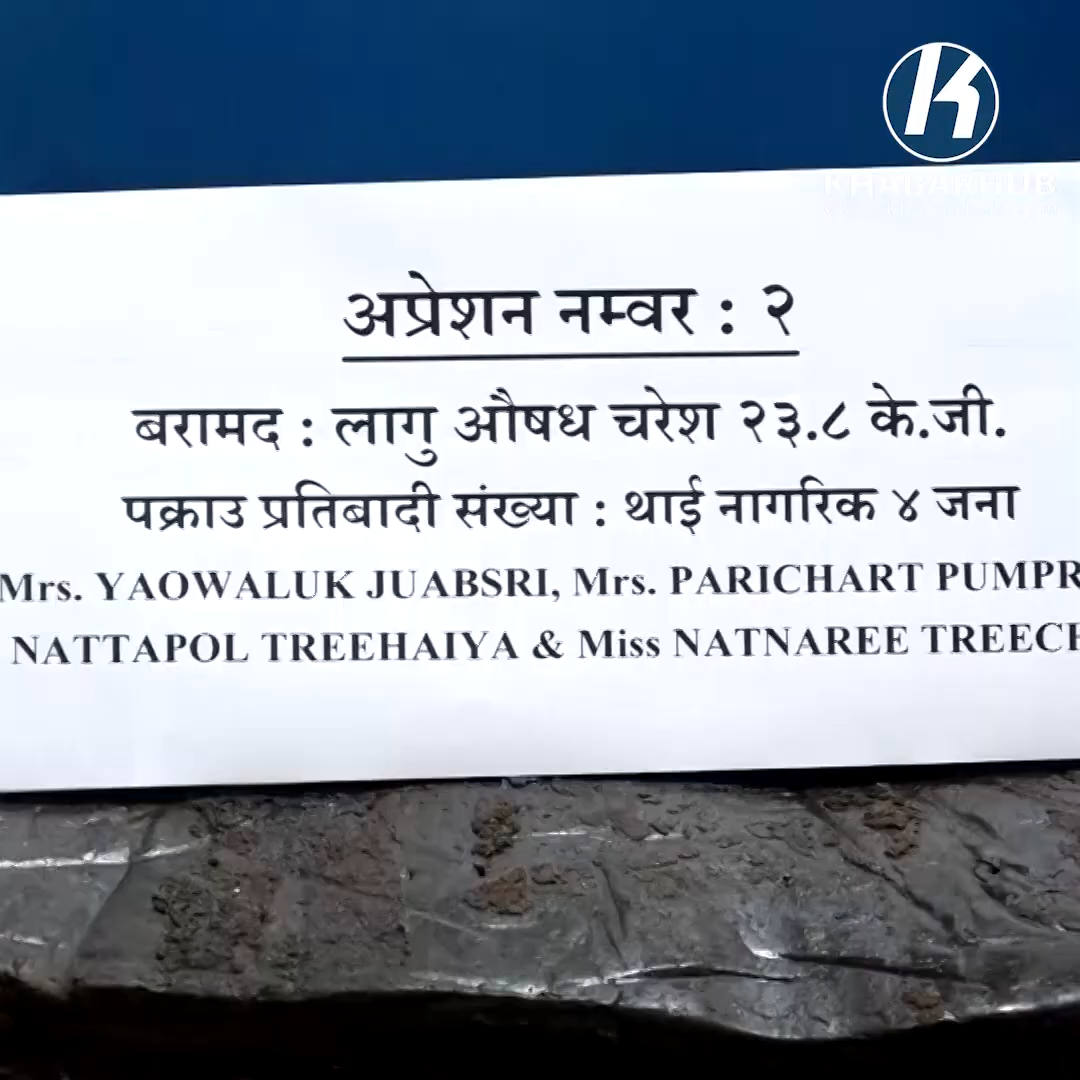 KHABARHUB
अप्रेशन नम्वर : २
बरामद : लागु औषध चरेश २३.८ के.जी.
पक्राउ प्रतिबादी संख्या : थाई नागरिक ४ जना
Mrs. YAOWALUK JUABSRI, Mrs. PARICHART PUMPR
NATTAPOL TREEHAIYA & Miss NATNAREE TREECH